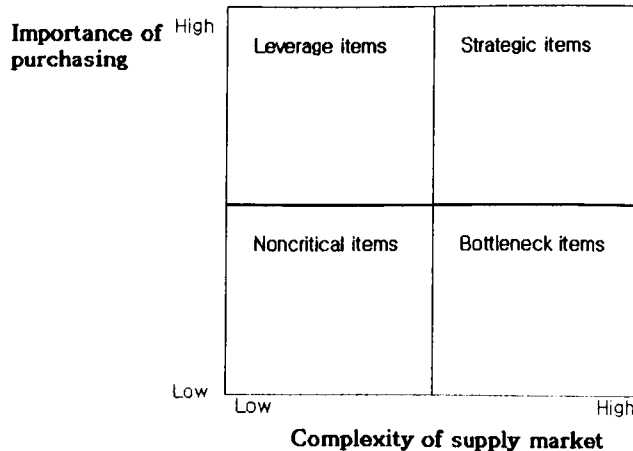 Importance of
purchasing
High
Leverage items
Strategic items
Noncritical items
Bottleneck items
Low
Low
High
Complexity of supply market